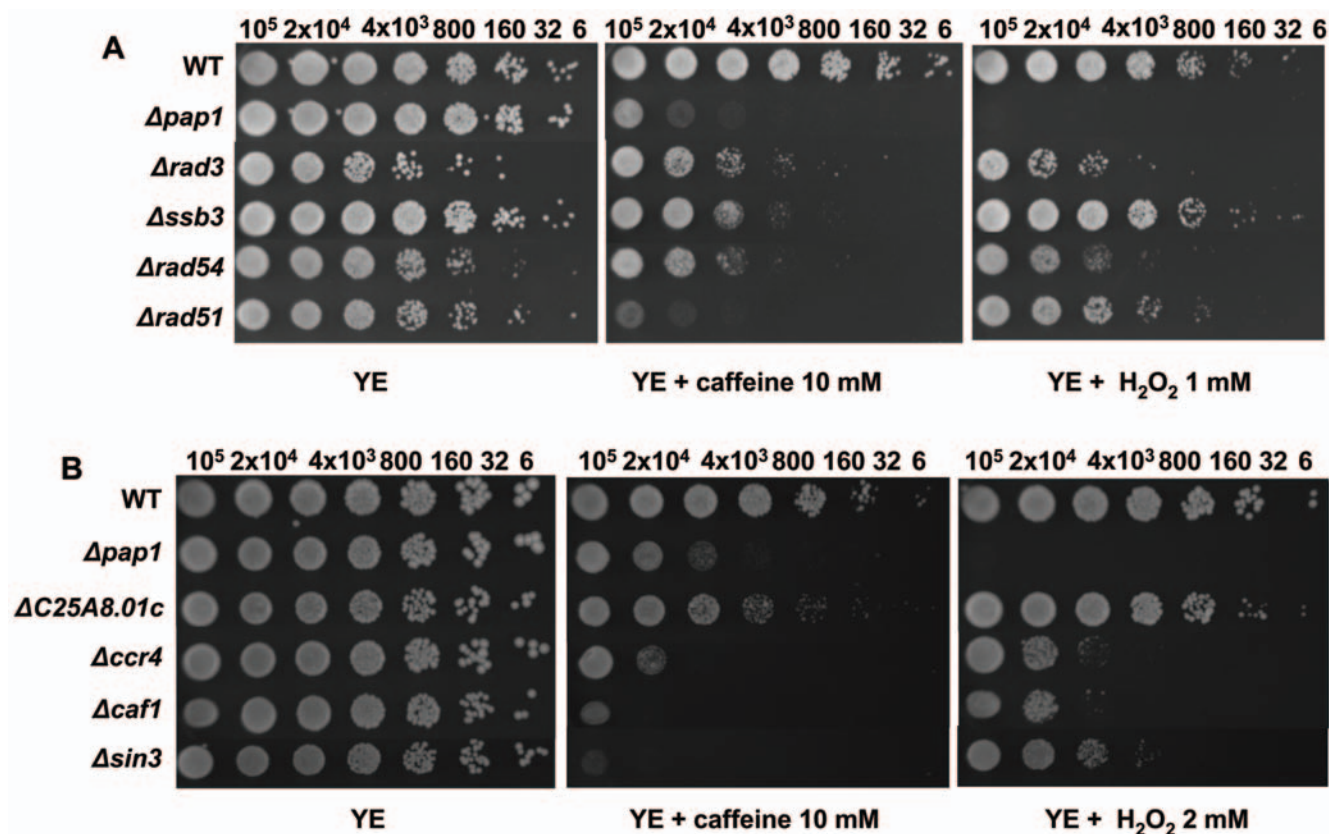 A
10⁵ 2x10⁴ 4x10³ 800 160 32 6
10⁵ 2x10⁴ 4x10³ 800 160 32 6
10⁵ 2x10⁴ 4x10³ 800 160 32 6
WT
Δpap1
Δrad3
Δssb3
Δrad54
Δrad51
YE
YE + caffeine 10 mM
YE + H₂O₂ 1 mM
B
10⁵ 2x10⁴ 4x10³ 800 160 32 6
10⁵ 2x10⁴ 4x10³ 800 160 32 6
10⁵ 2x10⁴ 4x10³ 800 160 32 6
WT
Δpap1
ΔC25A8.01c
Δccr4
Δcaf1
Δsin3
YE
YE + caffeine 10 mM
YE + H₂O₂ 2 mM